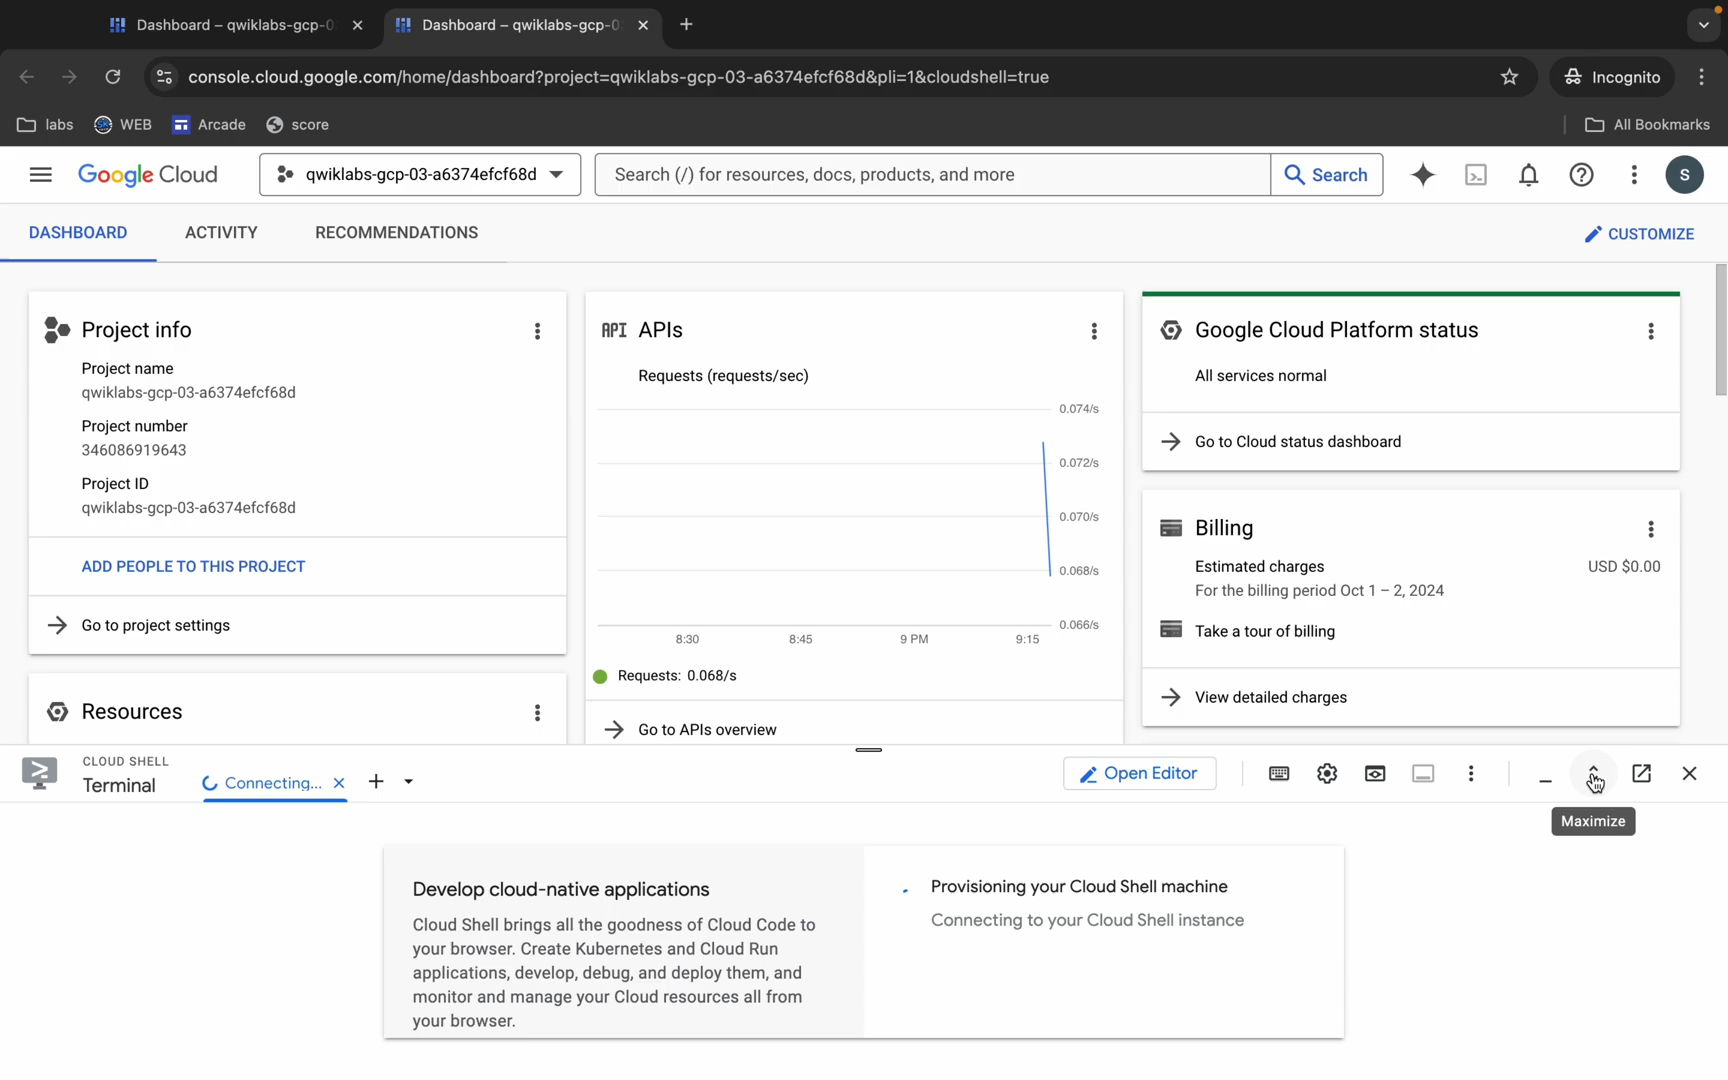 Dashboard – qwiklabs-gcp-0
Dashboard – qwiklabs-gcp-0
console.cloud.google.com/home/dashboard?project=qwiklabs-gcp-03-a6374efcf68d&pli=1&cloudshell=true
Incognito
labs
WEB
Arcade
score
All Bookmarks
Google Cloud
qwiklabs-gcp-03-a6374efcf68d
Search (/) for resources, docs, products, and more
Search
S
DASHBOARD
ACTIVITY
RECOMMENDATIONS
CUSTOMIZE
Project info
Project name
qwiklabs-gcp-03-a6374efcf68d
Project number
346086919643
Project ID
qwiklabs-gcp-03-a6374efcf68d
ADD PEOPLE TO THIS PROJECT
Go to project settings
Resources
API APIs
Requests (requests/sec)
0.074/s
0.072/s
0.070/s
0.068/s
0.066/s
8:30
8:45
9 PM
9:15
Requests: 0.068/s
Go to APIs overview
Google Cloud Platform status
All services normal
Go to Cloud status dashboard
Billing
Estimated charges
USD $0.00
For the billing period Oct 1 – 2, 2024
Take a tour of billing
View detailed charges
CLOUD SHELL
Terminal
Connecting...
Open Editor
Maximize
Develop cloud-native applications
Cloud Shell brings all the goodness of Cloud Code to
your browser. Create Kubernetes and Cloud Run
applications, develop, debug, and deploy them, and
monitor and manage your Cloud resources all from
your browser.
Provisioning your Cloud Shell machine
Connecting to your Cloud Shell instance